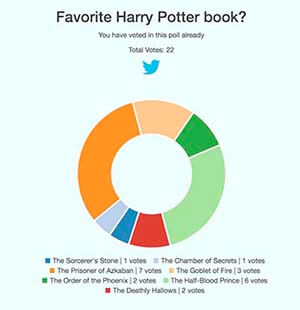 Favorite Harry Potter book?
You have voted in this poll already
Total Votes: 22
The Sorcerer's Stone | 1 votes The Chamber of Secrets | 1 votes
The Prisoner of Azkaban | 7 votes The Goblet of Fire | 3 votes
The Order of the Phoenix | 2 votes The Half-Blood Prince | 6 votes
The Deathly Hallows | 2 votes